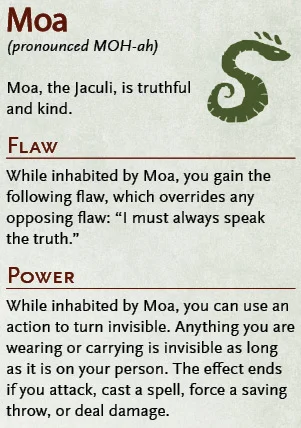 Moa
(pronounced MOH-ah)
Moa, the Jaculi, is truthful
and kind.
Flaw
While inhabited by Moa, you gain the
following flaw, which overrides any
opposing flaw: “I must always speak
the truth.”
Power
While inhabited by Moa, you can use an
action to turn invisible. Anything you are
wearing or carrying is invisible as long
as it is on your person. The effect ends
if you attack, cast a spell, force a saving
throw, or deal damage.